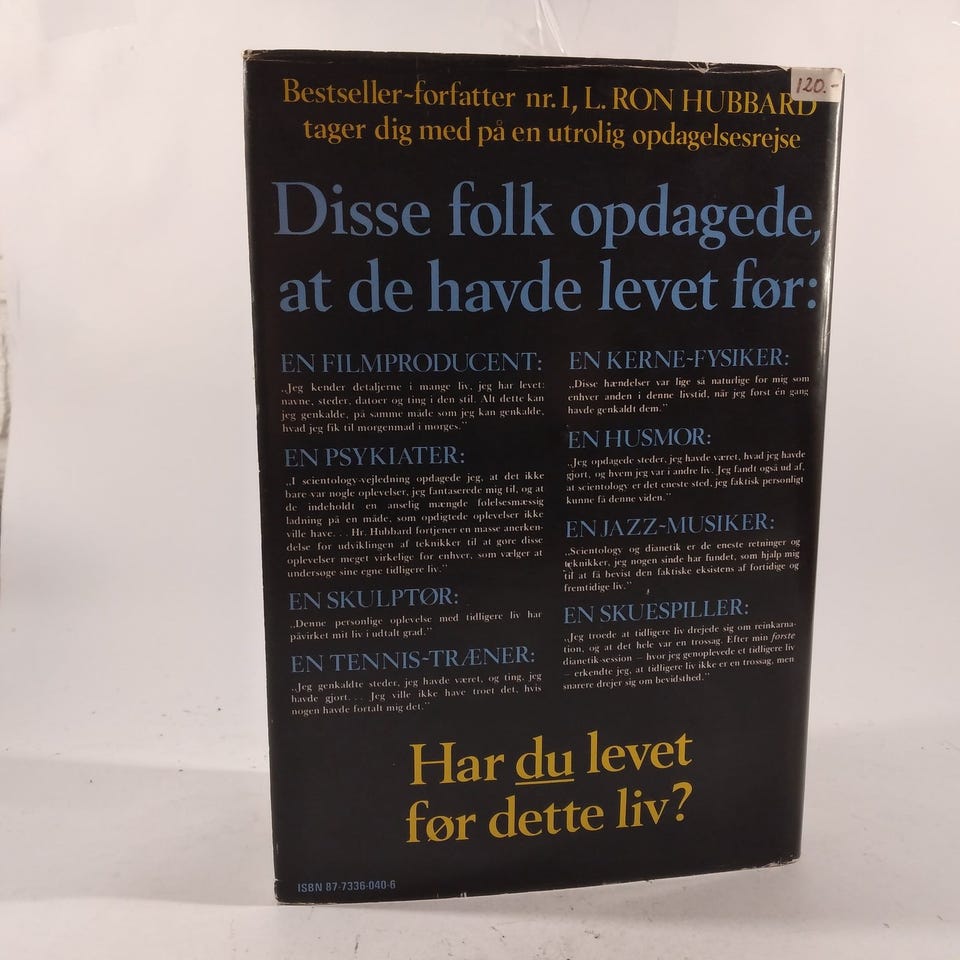 120.-
Bestseller-forfatter nr.1, L. RON HUBBARD
tager dig med på en utrolig opdagelsesrejse
Disse folk opdagede,
at de havde levet før:
EN FILMPRODUCENT:
„Jeg kender detaljerne i mange liv, jeg har levet:
navne, steder, datoer og ting i den stil. Alt dette kan
jeg genkalde, på samme måde som jeg kan genkalde,
hvad jeg fik til morgenmad i morges.”
EN PSYKIATER:
„I scientology-vejledning opdagede jeg, at det ikke
bare var nogle oplevelser, jeg fantaserede mig til, og at
de indeholdt en anselig mængde følelsesmæssig
ladning på en måde, som opdigtede oplevelser ikke
ville have. . . Hr. Hubbard fortjener en masse anerken-
delse for udviklingen af teknikker til at gøre disse
oplevelser meget virkelige for enhver, som vælger at
undersøge sine egne tidligere liv.”
EN SKULPTØR:
„Denne personlige oplevelse med tidligere liv har
påvirket mit liv i udtalt grad.”
EN TENNIS-TRÆNER:
„Jeg genkaldte steder, jeg havde været, og ting, jeg
havde gjort. . . Jeg ville ikke have troet det, hvis
nogen havde fortalt mig det.”
EN KERNE-FYSIKER:
„Disse hændelser var lige så naturlige for mig som
enhver anden i denne livstid, når jeg først én gang
havde genkaldt dem.”
EN HUSMOR:
„Jeg opdagede steder, jeg havde været, hvad jeg havde
gjort, og hvem jeg var i andre liv. Jeg fandt også ud af,
at scientology er det eneste sted, jeg faktisk personligt
kunne få denne viden.”
EN JAZZ-MUSIKER:
„Scientology og dianetik er de eneste retninger og
teknikker, jeg nogen sinde har fundet, som hjalp mig
til at få bevist den faktiske eksistens af fortidige og
fremtidige liv.”
EN SKUESPILLER:
„Jeg troede at tidligere liv drejede sig om reinkarna-
tion, og at det hele var en trossag. Efter min første
dianetik-session – hvor jeg genoplevede et tidligere liv
– erkendte jeg, at tidligere liv ikke er en trossag, men
snarere drejer sig om bevidsthed.”
Har du levet
før dette liv?
ISBN 87-7336-040-6